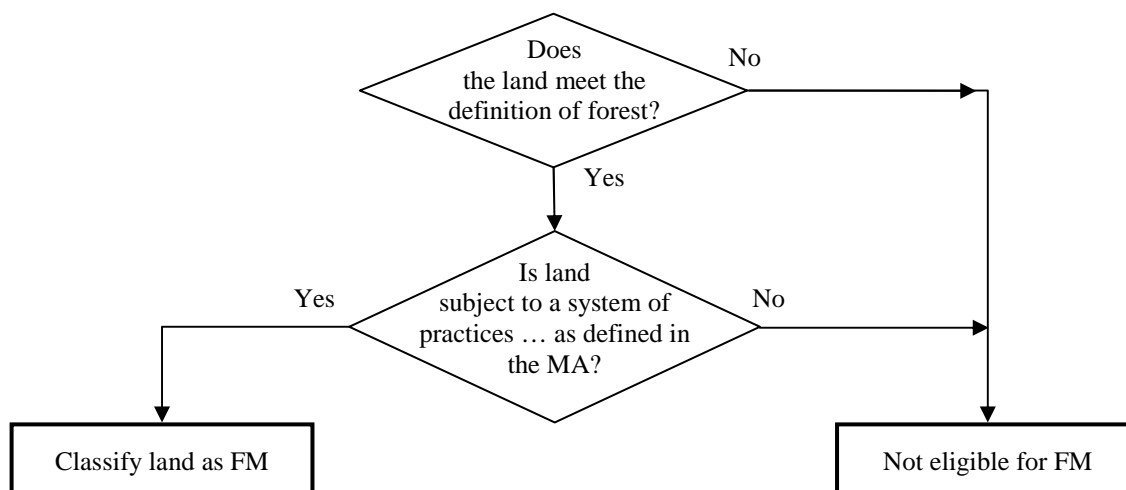 Does
the land meet the
definition of forest?
No
Yes
Is land
subject to a system of
practices … as defined in
the MA?
Yes
No
Classify land as FM
Not eligible for FM